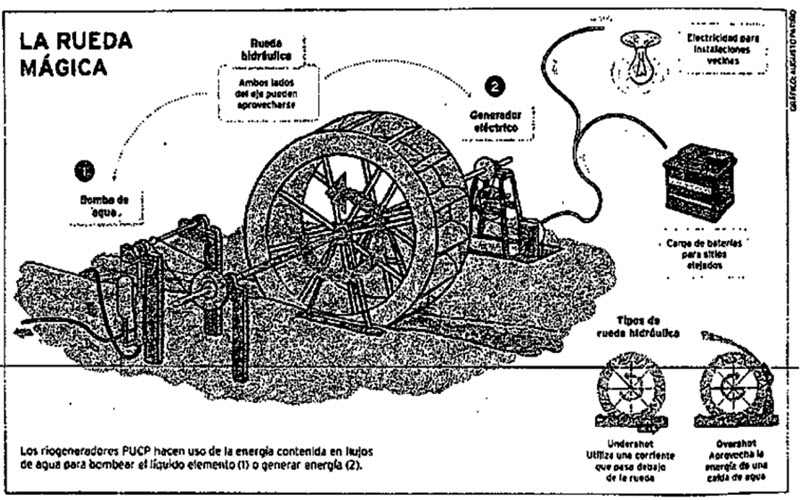 LA RUEDA
MÁGICA
Rueda
hidráulica
Ambos lados
del eje pueden
aprovecharse
1
Bomba de
agua
2
Generador
eléctrico
Electricidad para
instalaciones
vecinas
GRÁFICO: AUGUSTO PATIÑO
Carga de baterías
para sitios
alejados
Tipos de
rueda hidráulica
Undershot
Utiliza una corriente
que pasa debajo
de la rueda
Overshot
Aprovecha la
energía de una
caída de agua
Los riogeneradores PUCP hacen uso de la energía contenida en flujos
de agua para bombear el líquido elemento (1) o generar energía (2).